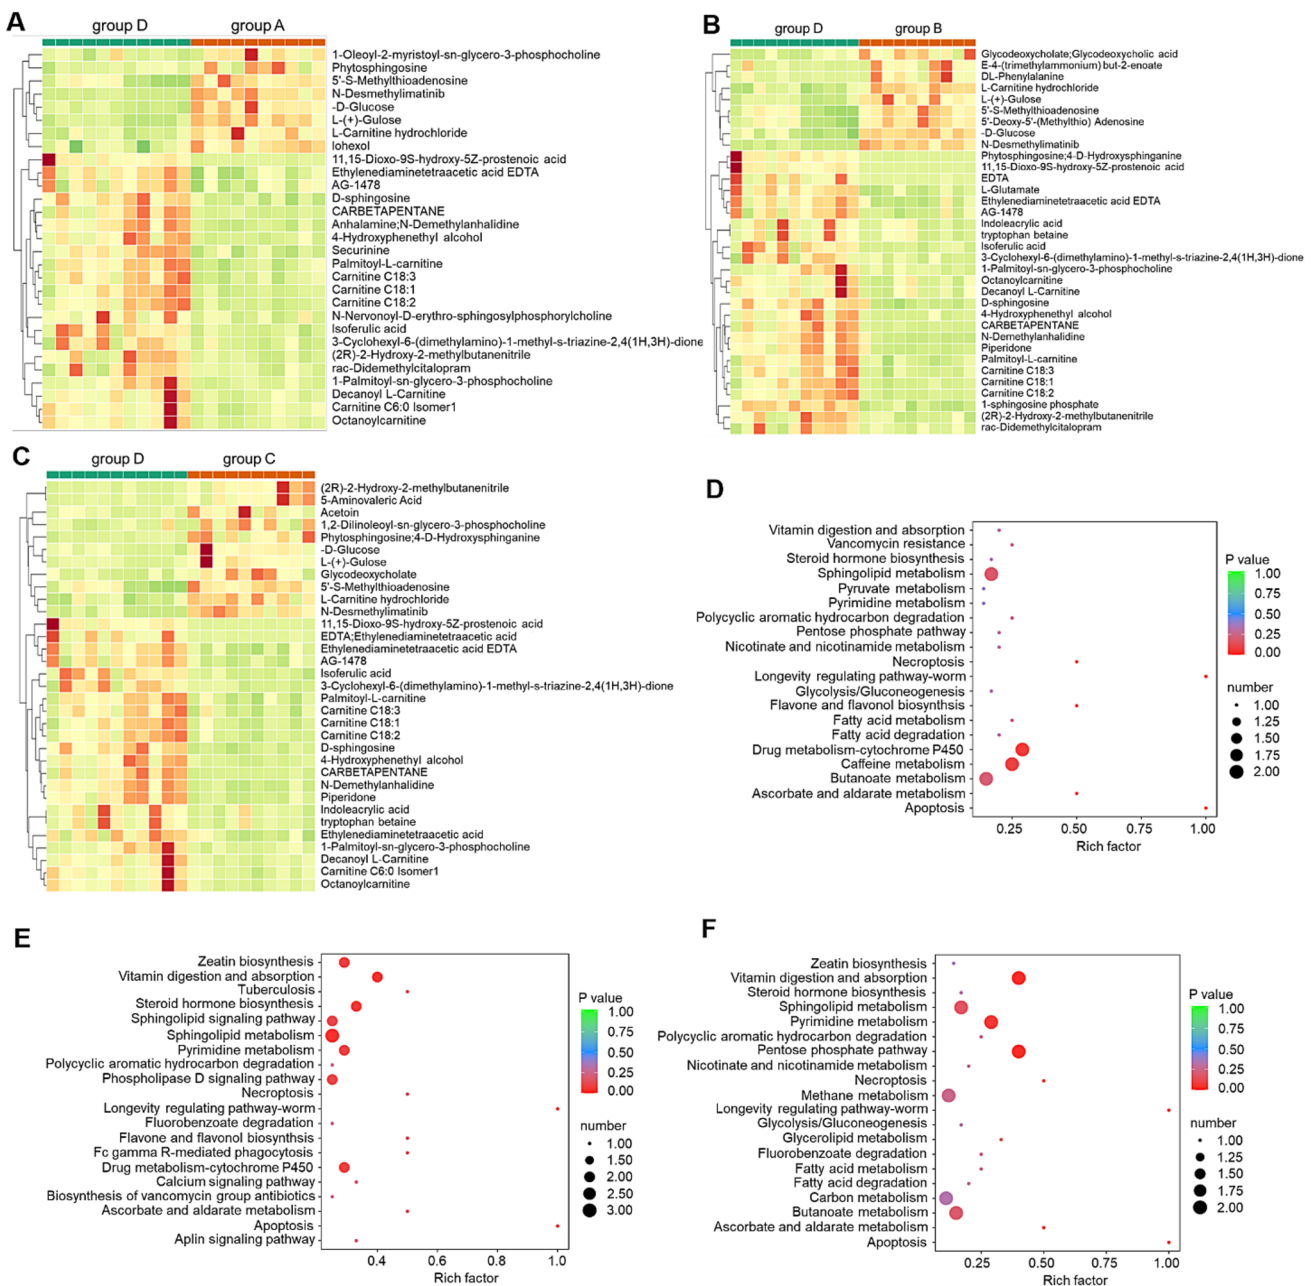 A
group D
group A
1-Oleoyl-2-myristoyl-sn-glycero-3-phosphocholine
Phytosphingosine
5'-S-Methylthioadenosine
N-Desmethylimatinib
-D-Glucose
L-(+)-Gulose
L-Carnitine hydrochloride
Iohexol
11,15-Dioxo-9S-hydroxy-5Z-prostenoic acid
Ethylenediaminetetraacetic acid EDTA
AG-1478
D-sphingosine
CARBETAPENTANE
Anhalamine;N-Demethylanhalidine
4-Hydroxyphenethyl alcohol
Securinine
Palmitoyl-L-carnitine
Carnitine C18:3
Carnitine C18:1
Carnitine C18:2
N-Nervonoyl-D-erythro-sphingosylphosphorylcholine
Isoferulic acid
3-Cyclohexyl-6-(dimethylamino)-1-methyl-s-triazine-2,4(1H,3H)-dione
(2R)-2-Hydroxy-2-methylbutanenitrile
rac-Didemethylcitalopram
1-Palmitoyl-sn-glycero-3-phosphocholine
Decanoyl L-Carnitine
Carnitine C6:0 Isomer1
Octanoylcarnitine
B
group D
group B
Glycodeoxycholate;Glycodeoxycholic acid
E-4-(trimethylammonium)but-2-enoate
DL-Phenylalanine
L-Carnitine hydrochloride
L-(+)-Gulose
5'-S-Methylthioadenosine
5'-Deoxy-5'-(Methylthio) Adenosine
-D-Glucose
N-Desmethylimatinib
Phytosphingosine;4-D-Hydroxysphinganine
11,15-Dioxo-9S-hydroxy-5Z-prostenoic acid
EDTA
L-Glutamate
Ethylenediaminetetraacetic acid EDTA
AG-1478
Indoleacrylic acid
tryptophan betaine
Isoferulic acid
3-Cyclohexyl-6-(dimethylamino)-1-methyl-s-triazine-2,4(1H,3H)-dione
1-Palmitoyl-sn-glycero-3-phosphocholine
Octanoylcarnitine
Decanoyl L-Carnitine
D-sphingosine
4-Hydroxyphenethyl alcohol
CARBETAPENTANE
N-Demethylanhalidine
Piperidone
Palmitoyl-L-carnitine
Carnitine C18:3
Carnitine C18:1
Carnitine C18:2
1-sphingosine phosphate
(2R)-2-Hydroxy-2-methylbutanenitrile
rac-Didemethylcitalopram
C
group D
group C
(2R)-2-Hydroxy-2-methylbutanenitrile
5-Aminovaleric Acid
Acetoin
1,2-Dilinoleoyl-sn-glycero-3-phosphocholine
Phytosphingosine;4-D-Hydroxysphinganine
-D-Glucose
L-(+)-Gulose
Glycodeoxycholate
5'-S-Methylthioadenosine
L-Carnitine hydrochloride
N-Desmethylimatinib
11,15-Dioxo-9S-hydroxy-5Z-prostenoic acid
EDTA;Ethylenediaminetetraacetic acid
Ethylenediaminetetraacetic acid EDTA
AG-1478
Isoferulic acid
3-Cyclohexyl-6-(dimethylamino)-1-methyl-s-triazine-2,4(1H,3H)-dione
Palmitoyl-L-carnitine
Carnitine C18:3
Carnitine C18:1
Carnitine C18:2
D-sphingosine
4-Hydroxyphenethyl alcohol
CARBETAPENTANE
N-Demethylanhalidine
Piperidone
Indoleacrylic acid
tryptophan betaine
Ethylenediaminetetraacetic acid
1-Palmitoyl-sn-glycero-3-phosphocholine
Decanoyl L-Carnitine
Carnitine C6:0 Isomer1
Octanoylcarnitine
D
Vitamin digestion and absorption
Vancomycin resistance
Steroid hormone biosynthesis
Sphingolipid metabolism
Pyruvate metabolism
Pyrimidine metabolism
Polycyclic aromatic hydrocarbon degradation
Pentose phosphate pathway
Nicotinate and nicotinamide metabolism
Necroptosis
Longevity regulating pathway-worm
Glycolysis/Gluconeogenesis
Flavone and flavonol biosynthsis
Fatty acid metabolism
Fatty acid degradation
Drug metabolism-cytochrome P450
Caffeine metabolism
Butanoate metabolism
Ascorbate and aldarate metabolism
Apoptosis
0.25 0.50 0.75 1.00
Rich factor
P value
1.00
0.75
0.50
0.25
0.00
number
1.00
1.25
1.50
1.75
2.00
E
Zeatin biosynthesis
Vitamin digestion and absorption
Tuberculosis
Steroid hormone biosynthesis
Sphingolipid signaling pathway
Sphingolipid metabolism
Pyrimidine metabolism
Polycyclic aromatic hydrocarbon degradation
Phospholipase D signaling pathway
Necroptosis
Longevity regulating pathway-worm
Fluorobenzoate degradation
Flavone and flavonol biosynthsis
Fc gamma R-mediated phagocytosis
Drug metabolism-cytochrome P450
Calcium signaling pathway
Biosynthesis of vancomycin group antibiotics
Ascorbate and aldarate metabolism
Apoptosis
Aplin signaling pathway
0.4 0.6 0.8 1.0
Rich factor
P value
1.00
0.75
0.50
0.25
0.00
number
1.00
1.50
2.00
2.50
3.00
F
Zeatin biosynthesis
Vitamin digestion and absorption
Steroid hormone biosynthesis
Sphingolipid metabolism
Pyrimidine metabolism
Polycyclic aromatic hydrocarbon degradation
Pentose phosphate pathway
Nicotinate and nicotinamide metabolism
Necroptosis
Methane metabolism
Longevity regulating pathway-worm
Glycolysis/Gluconeogenesis
Glycerolipid metabolism
Fluorobenzoate degradation
Fatty acid metabolism
Fatty acid degradation
Carbon metabolism
Butanoate metabolism
Ascorbate and aldarate metabolism
Apoptosis
0.25 0.50 0.75 1.00
Rich factor
P value
1.00
0.75
0.50
0.25
0.00
number
1.00
1.25
1.50
1.75
2.00